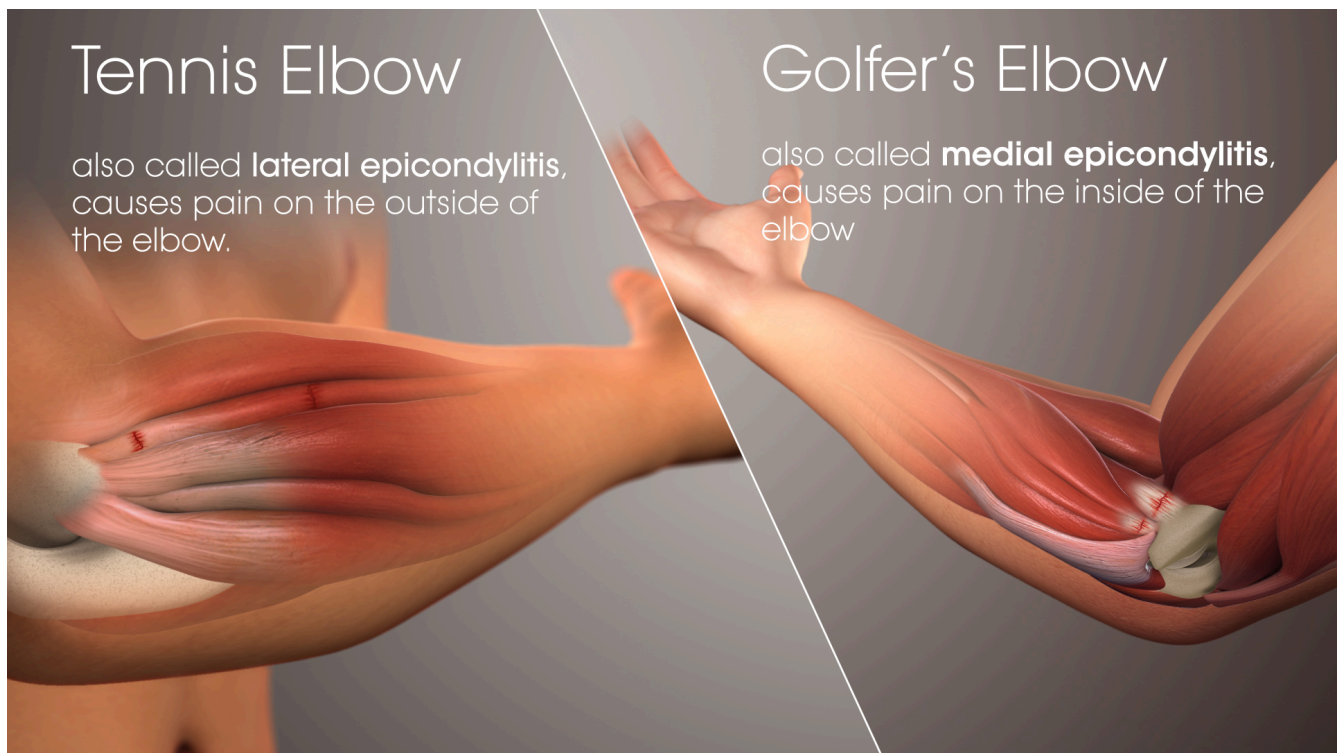 Tennis Elbow
also called lateral epicondylitis,
causes pain on the outside of
the elbow.
Golfer's Elbow
also called medial epicondylitis,
causes pain on the inside of the
elbow